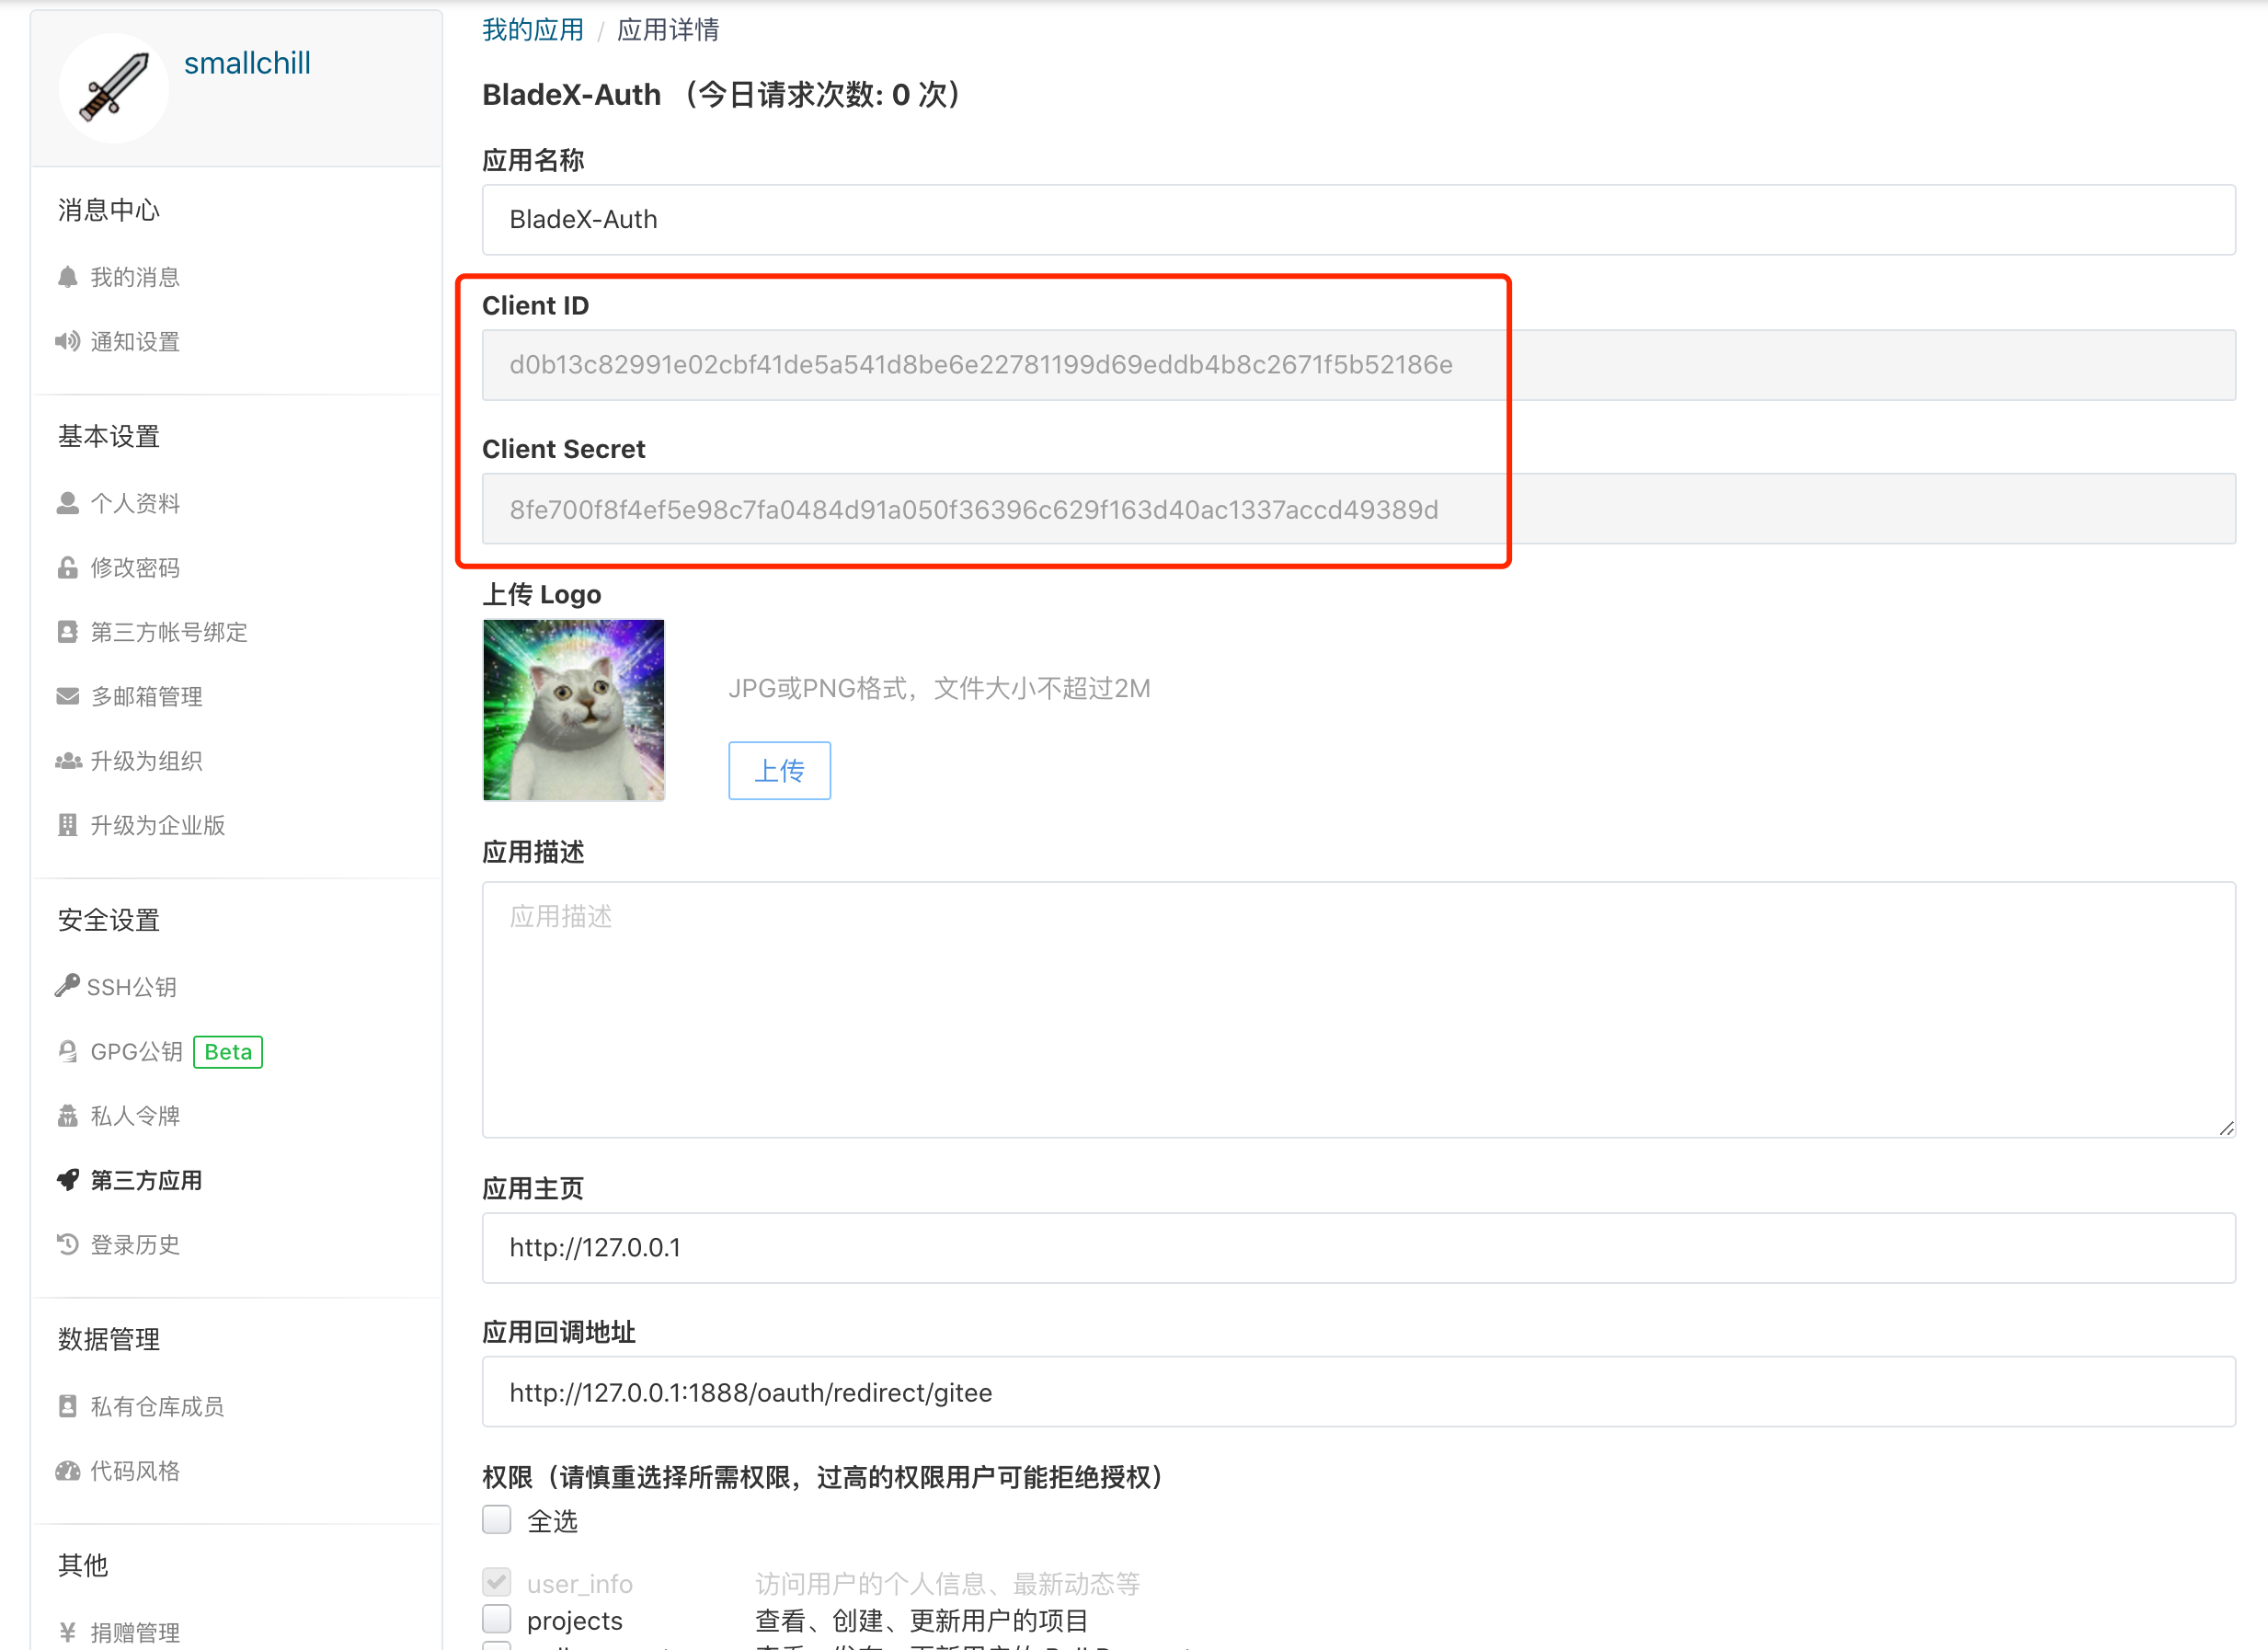 smallchill
消息中心
我的消息
通知设置
基本设置
个人资料
修改密码
第三方帐号绑定
多邮箱管理
升级为组织
升级为企业版
安全设置
SSH公钥
GPG公钥 Beta
私人令牌
第三方应用
登录历史
数据管理
私有仓库成员
代码风格
其他
捐赠管理
我的应用 / 应用详情
BladeX-Auth （今日请求次数: 0 次）
应用名称
BladeX-Auth
Client ID
d0b13c82991e02cbf41de5a541d8be6e22781199d69eddb4b8c2671f5b52186e
Client Secret
8fe700f8f4ef5e98c7fa0484d91a050f36396c629f163d40ac1337accd49389d
上传 Logo
JPG或PNG格式，文件大小不超过2M
上传
应用描述
应用描述
应用主页
http://127.0.0.1
应用回调地址
http://127.0.0.1:1888/oauth/redirect/gitee
权限（请慎重选择所需权限，过高的权限用户可能拒绝授权）
全选
user_info 访问用户的个人信息、最新动态等
projects 查看、创建、更新用户的项目